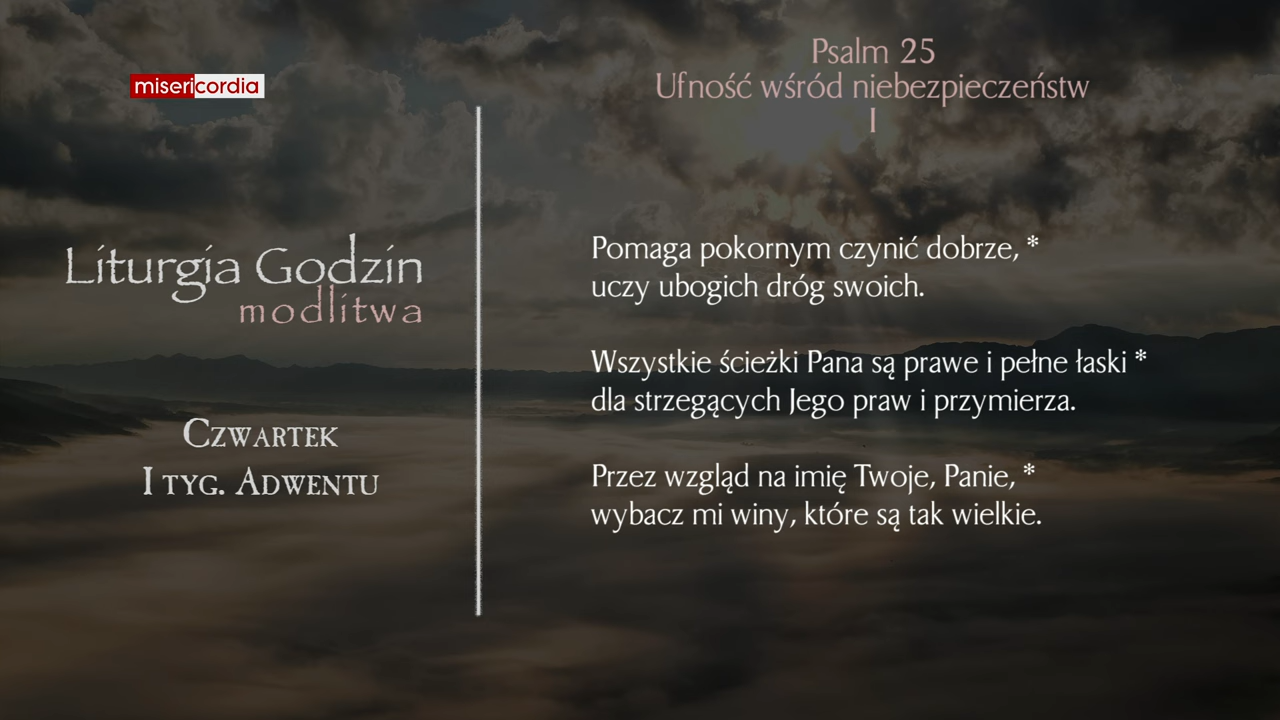 misericordia
Liturgia Godzin
modlitwa
Czwartek
I tyg. Adwentu
Psalm 25
Ufność wśród niebezpieczeństw
I
Pomaga pokornym czynić dobrze, *
uczy ubogich dróg swoich.
Wszystkie ścieżki Pana są prawe i pełne łaski *
dla strzegących Jego praw i przymierza.
Przez wzgląd na imię Twoje, Panie, *
wybacz mi winy, które są tak wielkie.